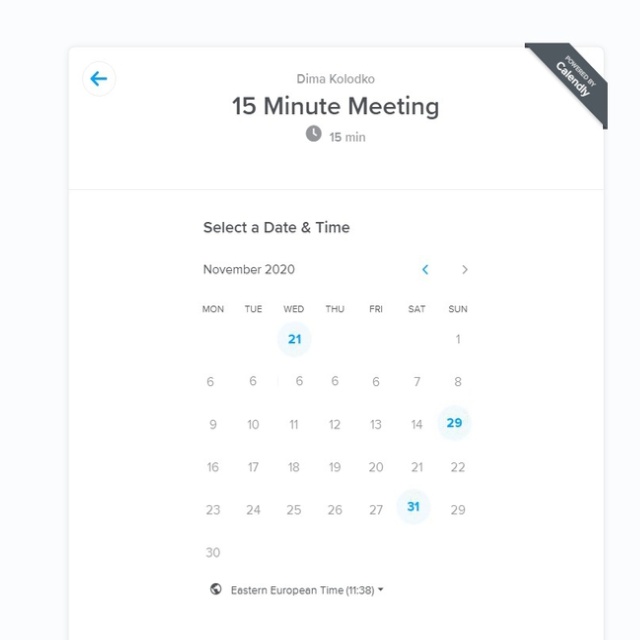 POWERED BY
Calendly
Dima Kolodko
15 Minute Meeting
15 min
Select a Date & Time
November 2020
MON TUE WED THU FRI SAT SUN
21 1
6 6 6 6 6 7 8
9 10 11 12 13 14 29
16 17 18 19 20 21 22
23 24 25 26 27 31 29
30
Eastern European Time (11:38)